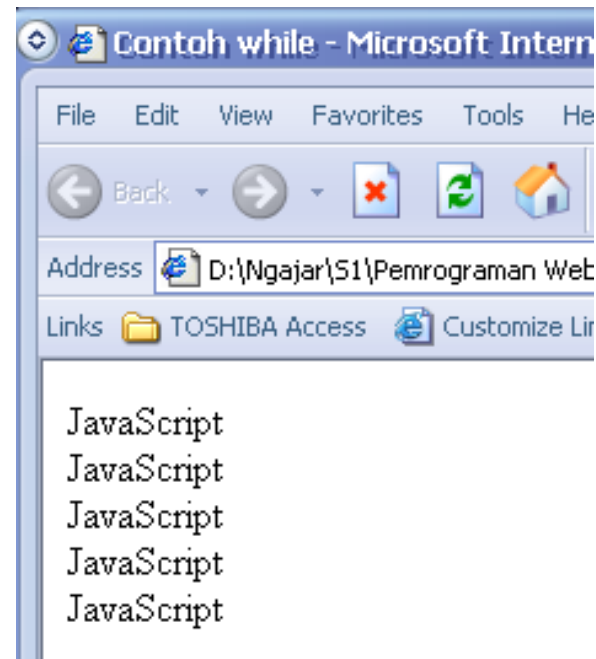 Contoh while - Microsoft Intern
File Edit View Favorites Tools He
Back
Address D:\Ngajar\S1\Pemrograman Web
Links TOSHIBA Access Customize Lin
JavaScript
JavaScript
JavaScript
JavaScript
JavaScript